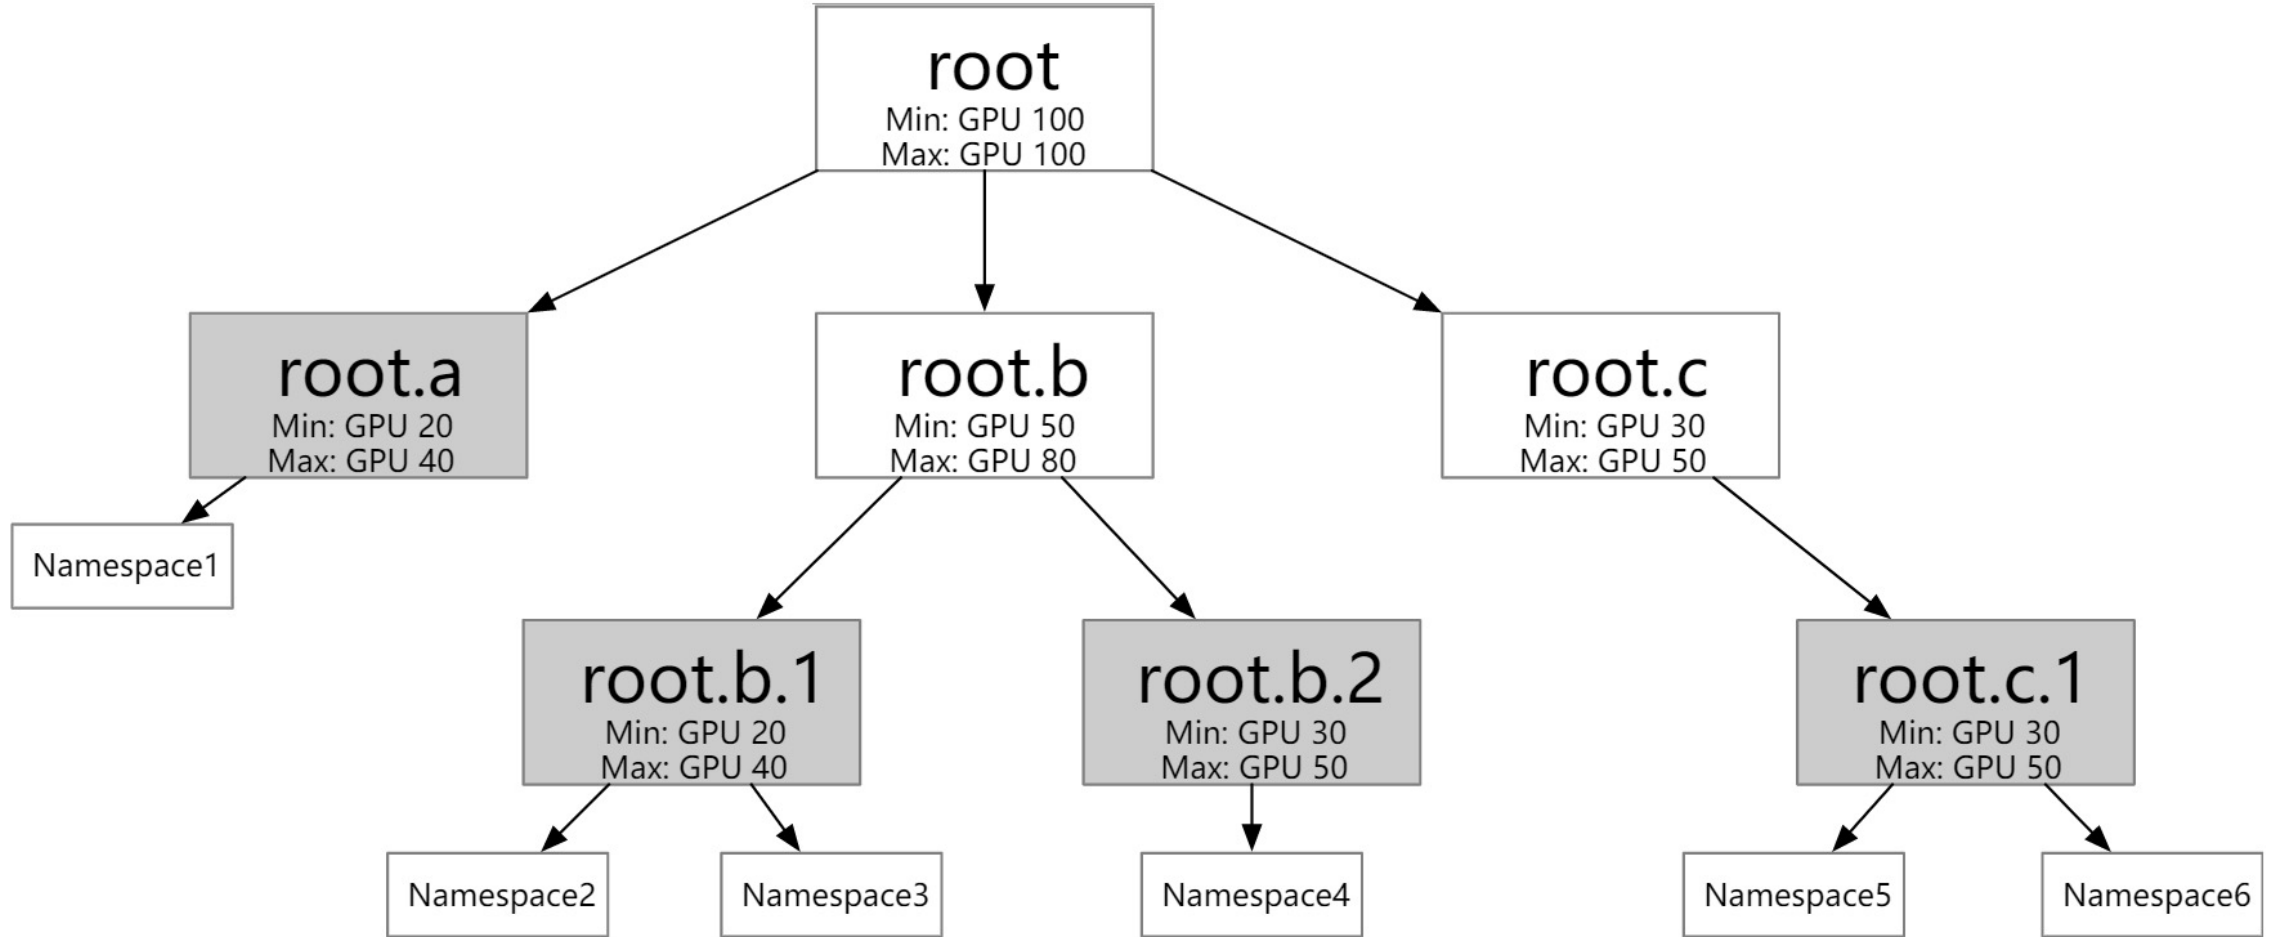 root
Min: GPU 100
Max: GPU 100
root.a
Min: GPU 20
Max: GPU 40
root.b
Min: GPU 50
Max: GPU 80
root.c
Min: GPU 30
Max: GPU 50
Namespace1
root.b.1
Min: GPU 20
Max: GPU 40
root.b.2
Min: GPU 30
Max: GPU 50
root.c.1
Min: GPU 30
Max: GPU 50
Namespace2
Namespace3
Namespace4
Namespace5
Namespace6